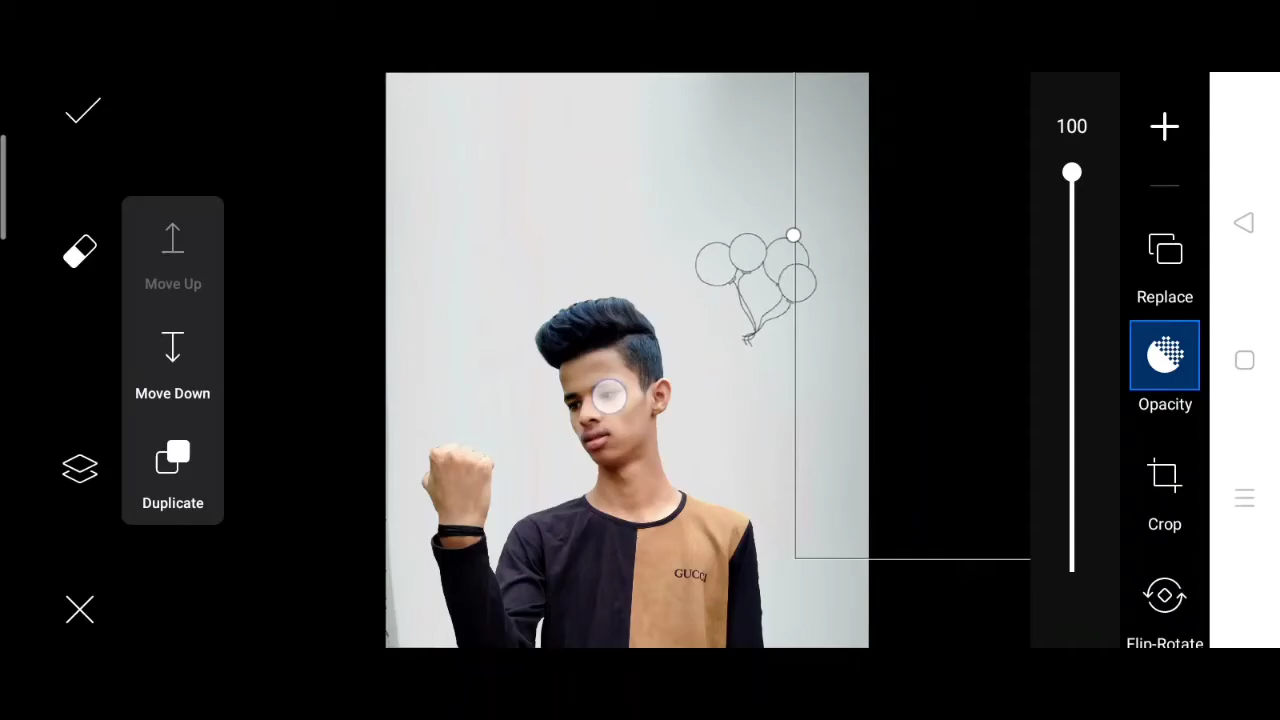 100
Move Up
Replace
Move Down
Opacity
Duplicate
Crop
GUCCI
Flip-Rotate